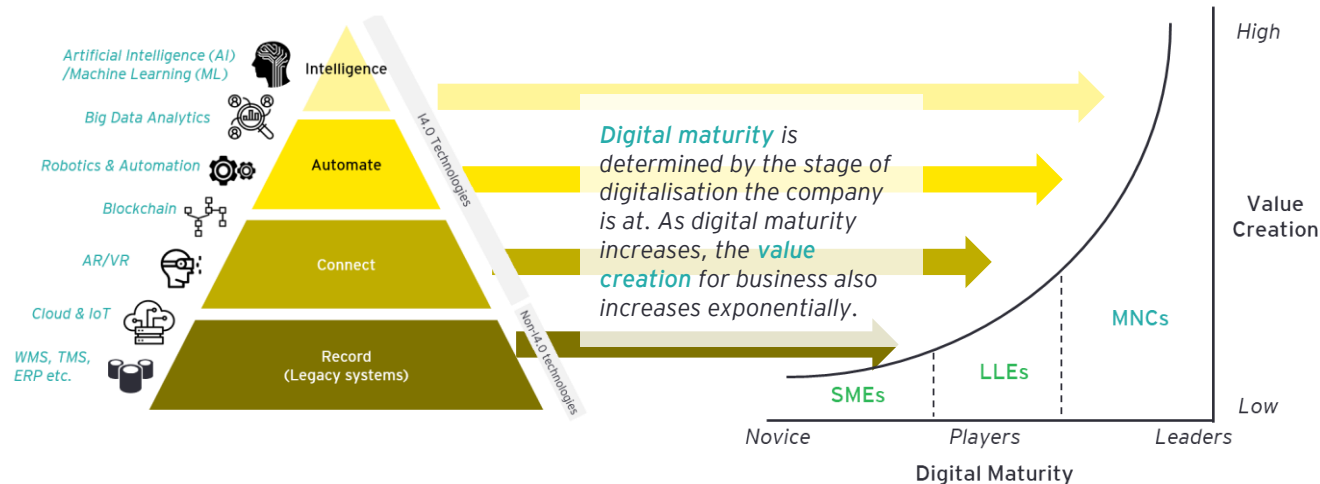 Artificial Intelligence (AI)
/Machine Learning (ML)
Big Data Analytics
Robotics & Automation
Blockchain
AR/VR
Cloud & IoT
WMS, TMS,
ERP etc.
Intelligence
Automate
Connect
Record
(Legacy systems)
I4.0 Technologies
Non-I4.0 technologies
Digital maturity is
determined by the stage of
digitalisation the company
is at. As digital maturity
increases, the value
creation for business also
increases exponentially.
High
Value
Creation
Low
SMEs
LLEs
MNCs
Novice
Players
Leaders
Digital Maturity